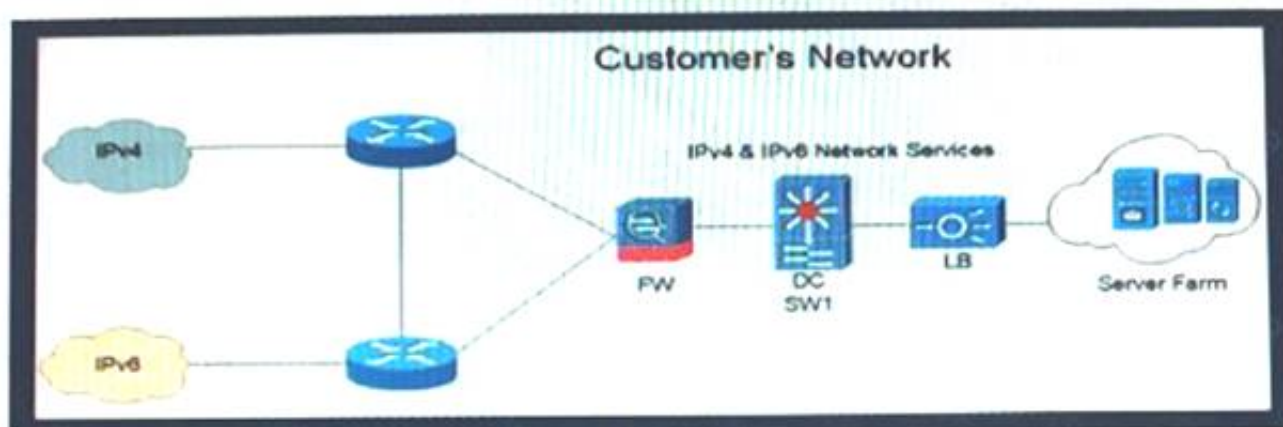 Customer's Network
IPv4
IPv4 & IPv6 Network Services
FW
DC
SW1
LB
Server Farm
IPv6